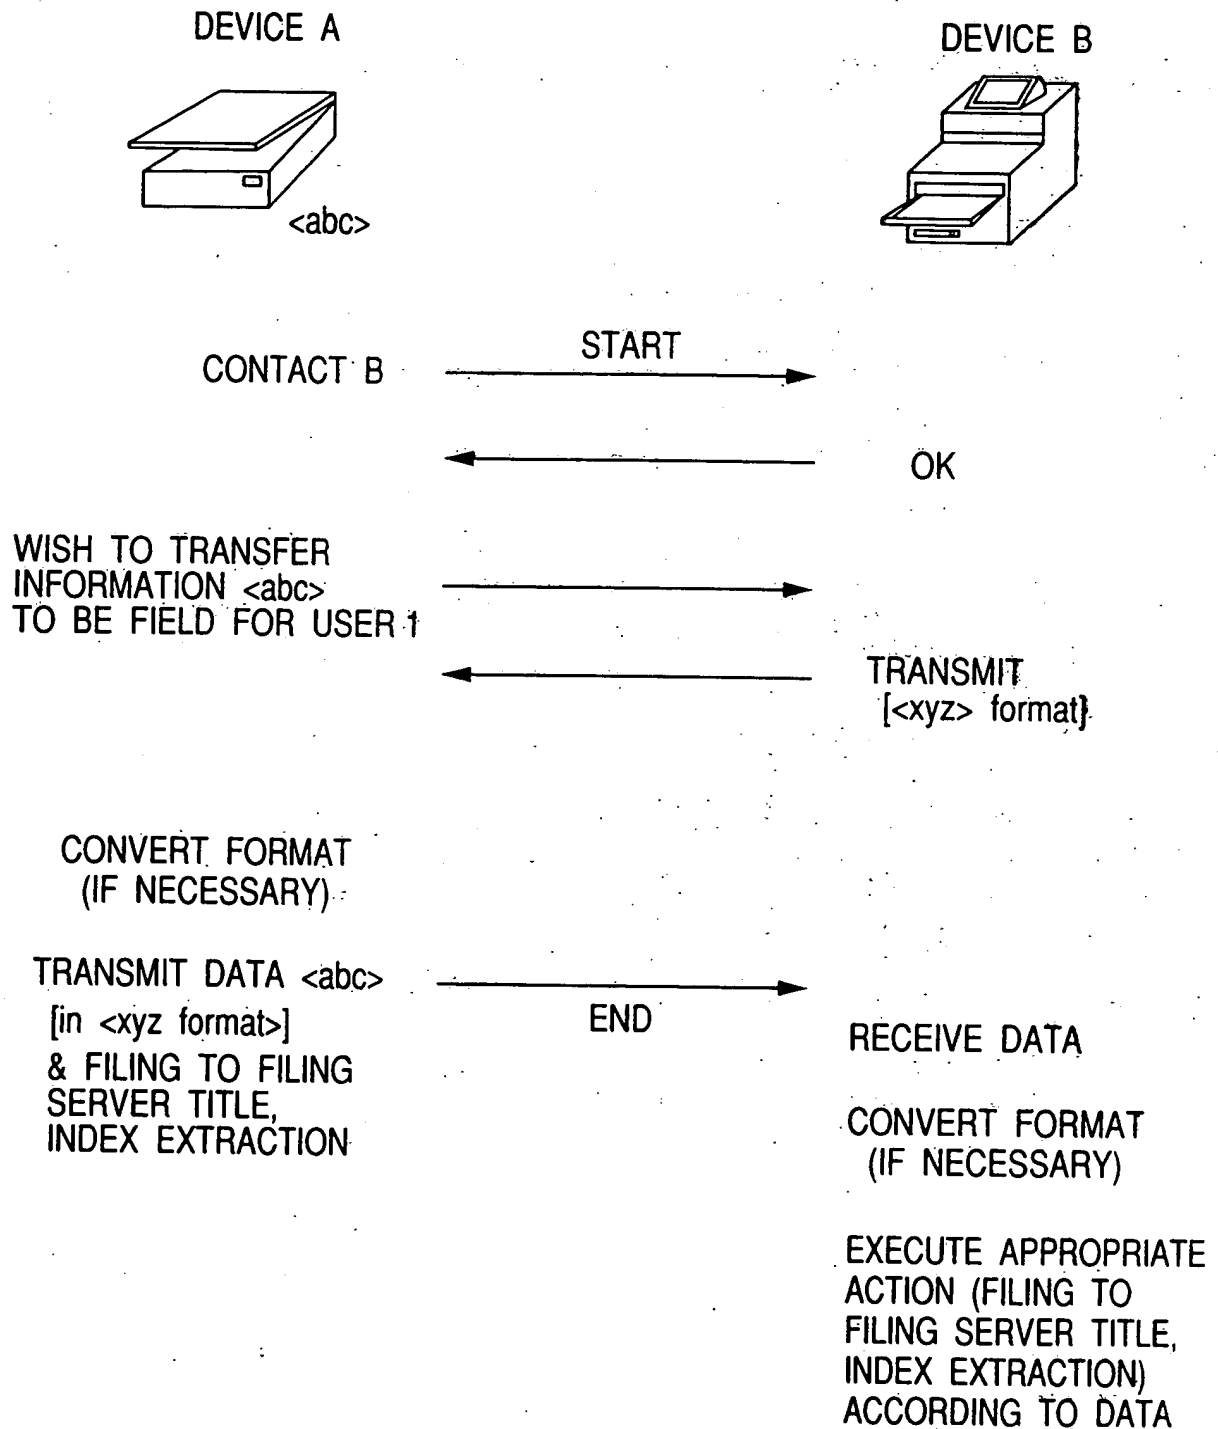 DEVICE A
DEVICE B
<abc>
START
CONTACT B
OK
WISH TO TRANSFER
INFORMATION <abc>
TO BE FIELD FOR USER 1
TRANSMIT
[<xyz> format]
CONVERT FORMAT
(IF NECESSARY)
TRANSMIT DATA <abc>
[in <xyz format>]
& FILING TO FILING
SERVER TITLE,
INDEX EXTRACTION
END
RECEIVE DATA
CONVERT FORMAT
(IF NECESSARY)
EXECUTE APPROPRIATE
ACTION (FILING TO
FILING SERVER TITLE,
INDEX EXTRACTION)
ACCORDING TO DATA